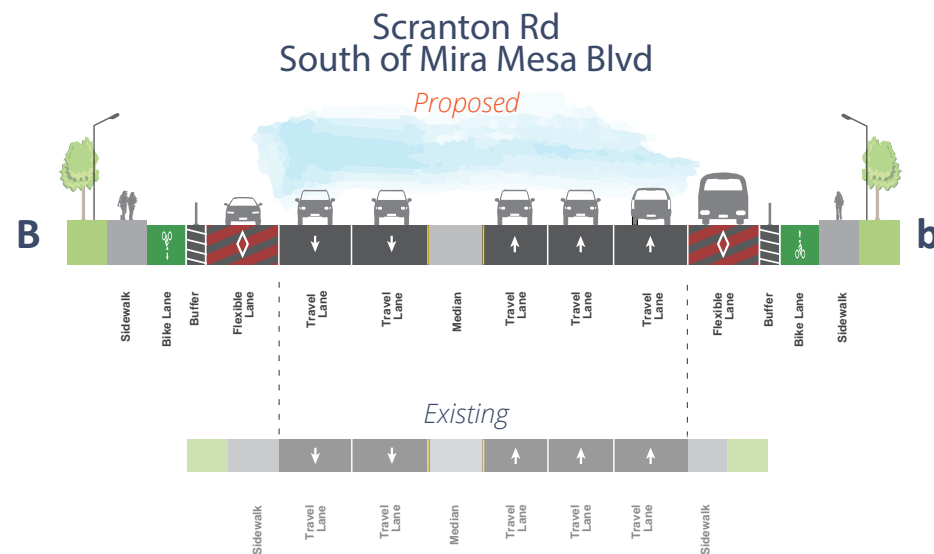 Scranton Rd
South of Mira Mesa Blvd
Proposed
B
b
Sidewalk
Bike Lane
Buffer
Flexible
Lane
Travel
Lane
Travel
Lane
Median
Travel
Lane
Travel
Lane
Travel
Lane
Flexible
Lane
Buffer
Bike Lane
Sidewalk
Existing
Sidewalk
Travel
Lane
Travel
Lane
Median
Travel
Lane
Travel
Lane
Travel
Lane
Sidewalk